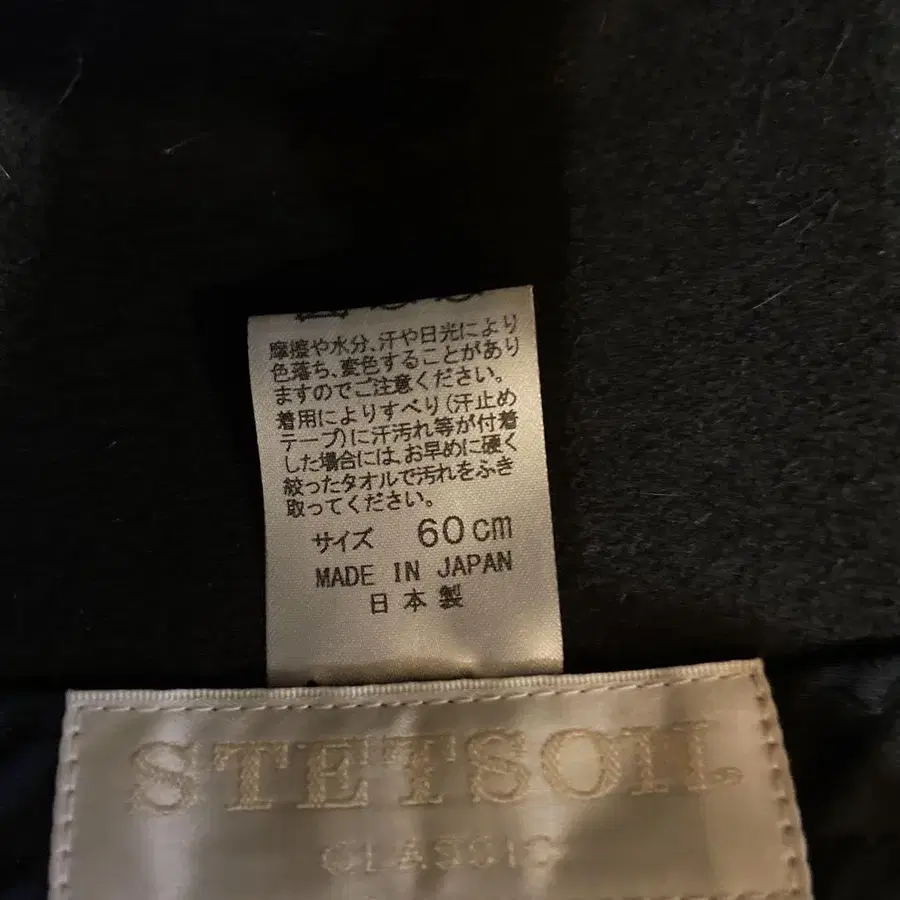 摩擦や水分、汗や日光により
色落ち、変色することがあり
ますのでご注意ください。
着用によりすべり(汗止め
テープ)に汗汚れ等が付着
した場合には、お早めに硬く
絞ったタオルで汚れをふき
取ってください。
サイズ 60cm
MADE IN JAPAN
日本製
STETSON
CLASSIC